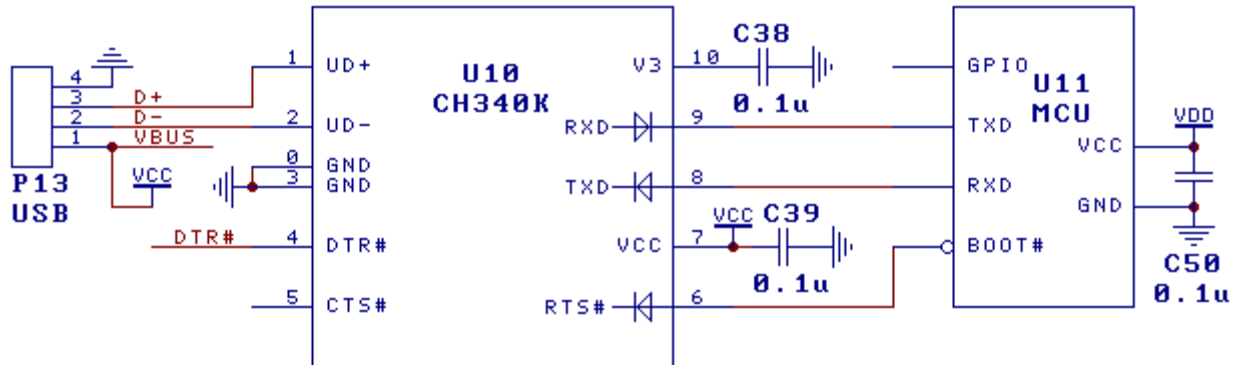 P13
USB
4
3
2
1
D+
D-
VBUS
VCC
DTR#
U10
CH340K
1 UD+
2 UD-
0 GND
3 GND
4 DTR#
5 CTS#
V3 10
RXD 9
TXD 8
VCC 7
RTS# 6
C38
0.1u
VCC
C39
0.1u
U11
MCU
GPIO
TXD
RXD
BOOT#
VCC
GND
VDD
C50
0.1u